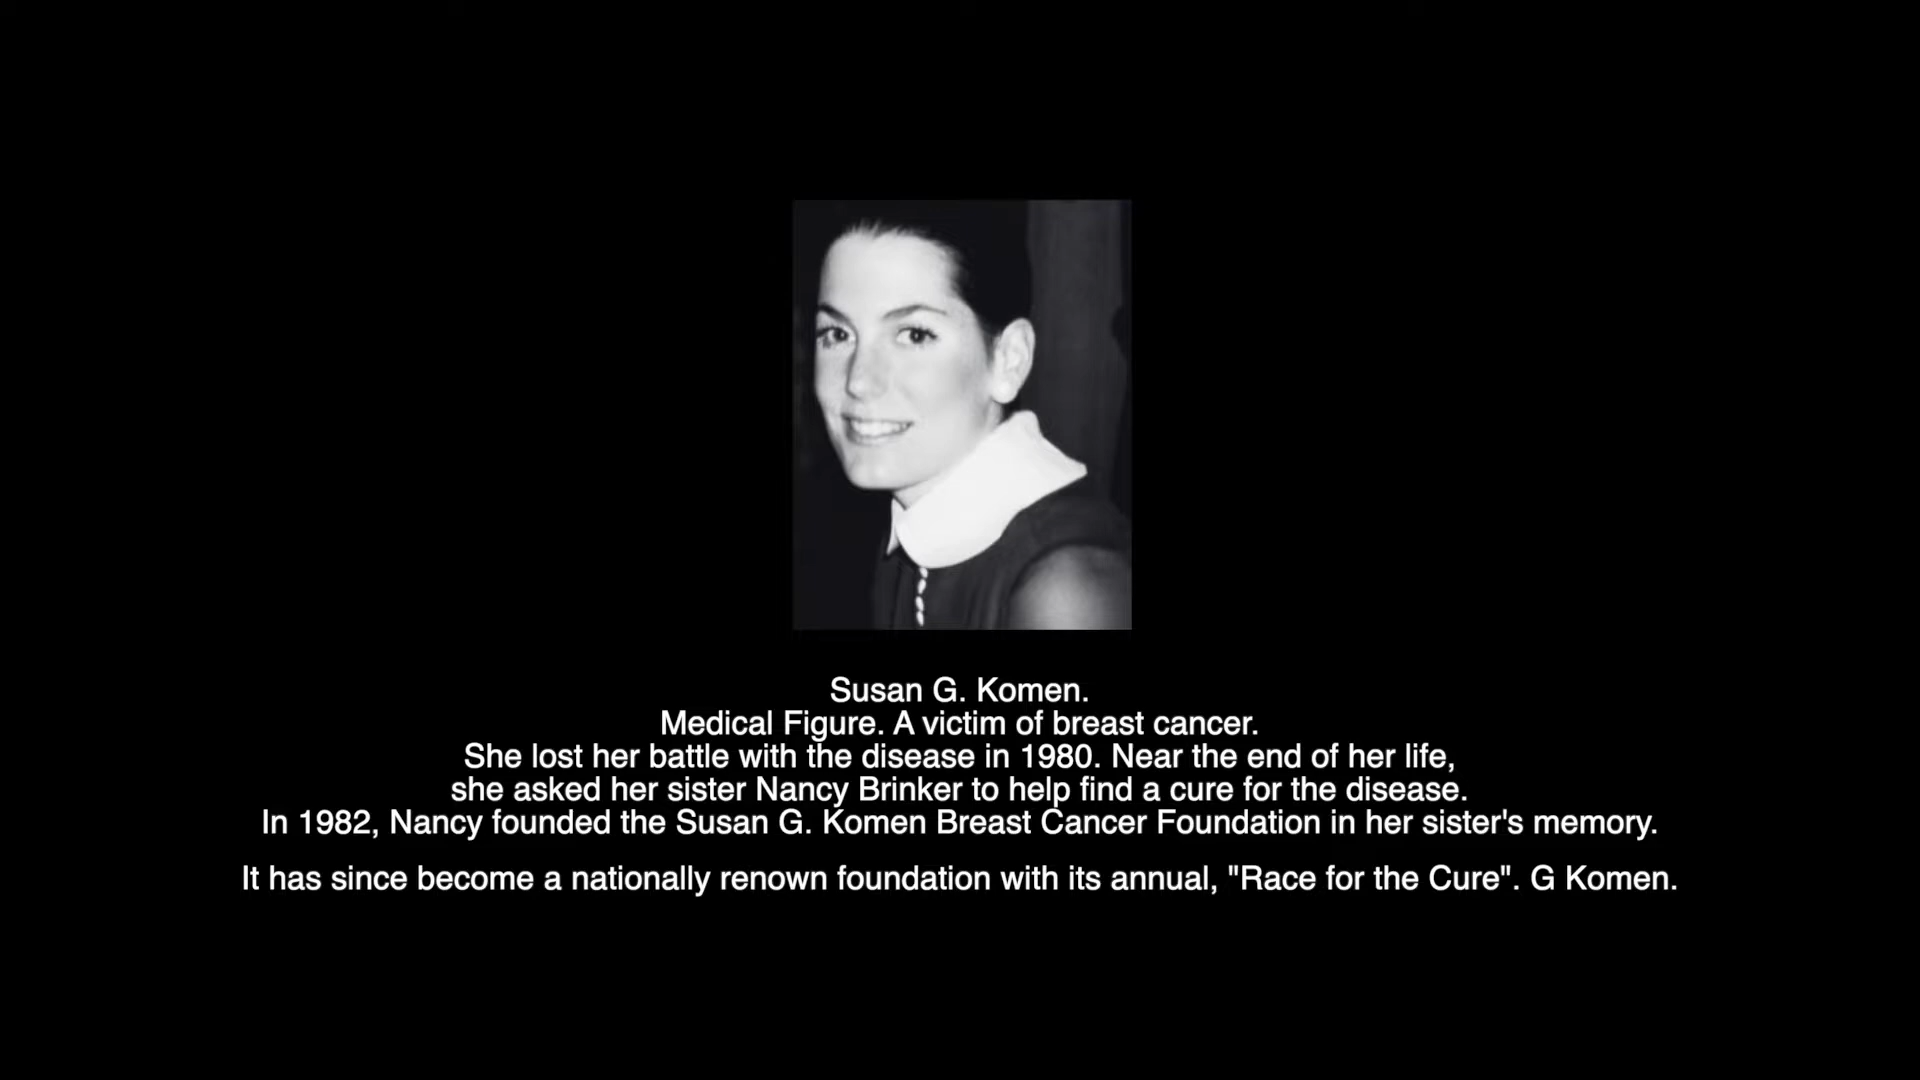 Susan G. Komen.
Medical Figure. A victim of breast cancer.
She lost her battle with the disease in 1980. Near the end of her life,
she asked her sister Nancy Brinker to help find a cure for the disease.
In 1982, Nancy founded the Susan G. Komen Breast Cancer Foundation in her sister's memory.
It has since become a nationally renown foundation with its annual, "Race for the Cure". G Komen.